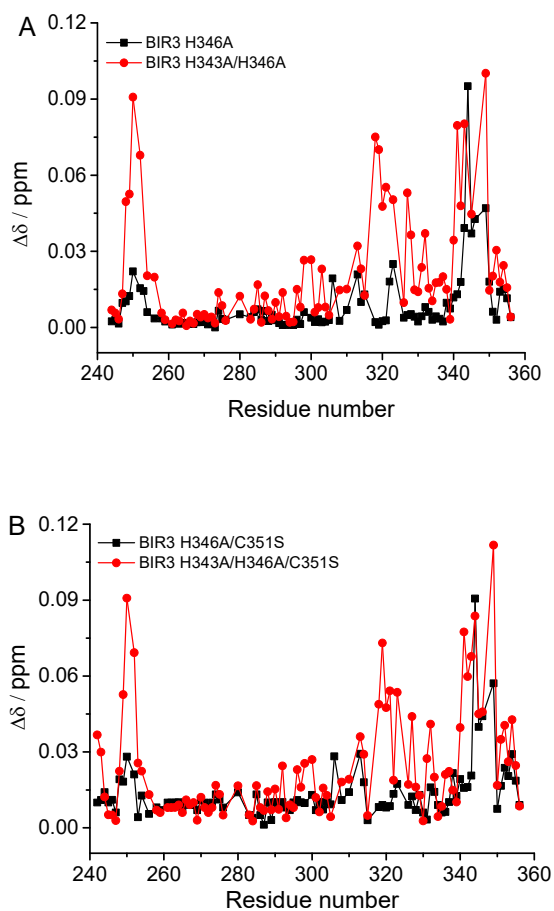 A
BIR3 H346A
BIR3 H343A/H346A
0.12
0.09
0.06
0.03
0.00
Δδ / ppm
240 260 280 300 320 340 360
Residue number
B
BIR3 H346A/C351S
BIR3 H343A/H346A/C351S
0.12
0.09
0.06
0.03
0.00
Δδ / ppm
240 260 280 300 320 340 360
Residue number